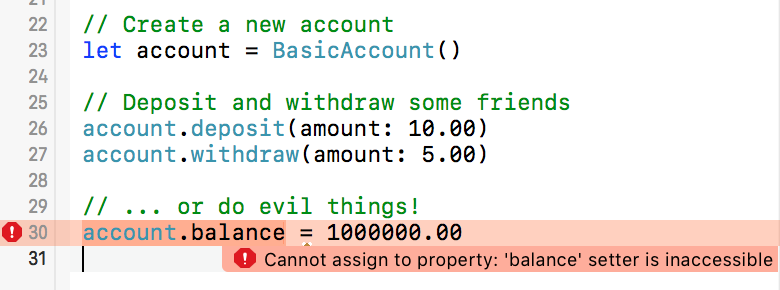 22 // Create a new account
23 let account = BasicAccount()
24
25 // Deposit and withdraw some friends
26 account.deposit(amount: 10.00)
27 account.withdraw(amount: 5.00)
28
29 // ... or do evil things!
30 account.balance = 1000000.00
31 Cannot assign to property: 'balance' setter is inaccessible